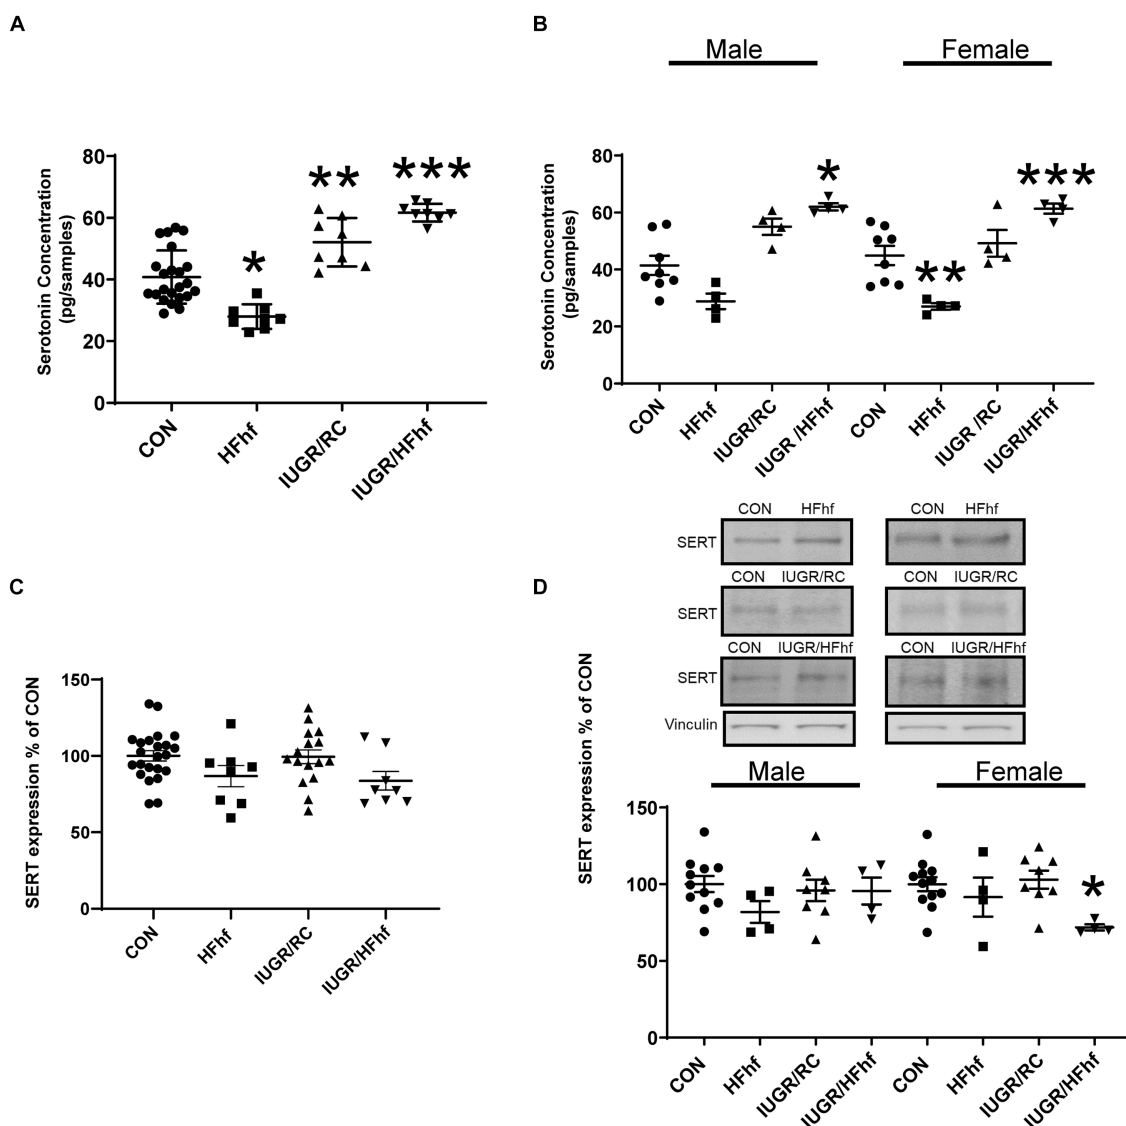 A
Serotonin Concentration
(pg/samples)
80
60
40
20
0
*
**
***
CON
HFhf
IUGR/RC
IUGR/HFhf
B
Male
Female
Serotonin Concentration
(pg/samples)
80
60
40
20
0
*
**
***
CON
HFhf
IUGR/RC
IUGR /HFhf
CON
HFhf
IUGR /RC
IUGR/HFhf
C
SERT expression % of CON
150
100
50
0
CON
HFhf
IUGR/RC
IUGR/HFhf
D
CON HFhf CON HFhf
SERT
CON IUGR/RC CON IUGR/RC
SERT
CON IUGR/HFhf CON IUGR/HFhf
SERT
Vinculin
Male
Female
SERT expression % of CON
150
100
50
0
*
CON
HFhf
IUGR/RC
IUGR/HFhf
CON
HFhf
IUGR/RC
IUGR/HFhf